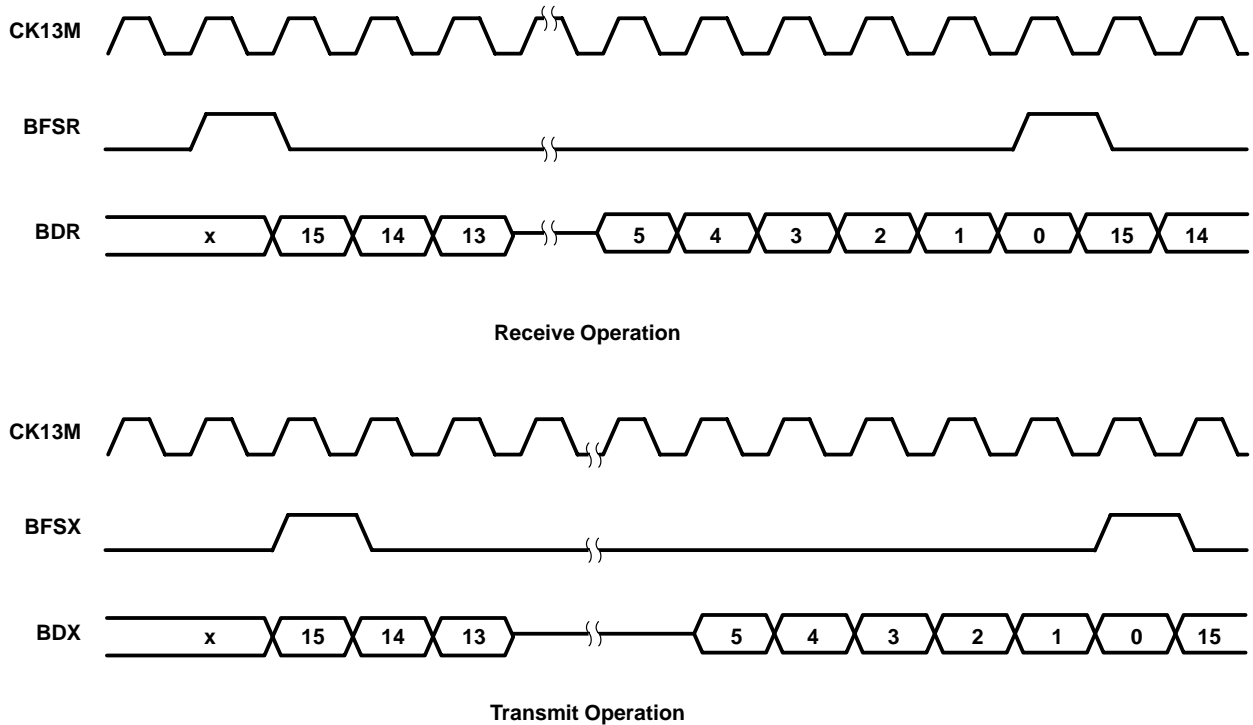 CK13M
BFSR
BDR x 15 14 13 5 4 3 2 1 0 15 14
Receive Operation
CK13M
BFSX
BDX x 15 14 13 5 4 3 2 1 0 15
Transmit Operation